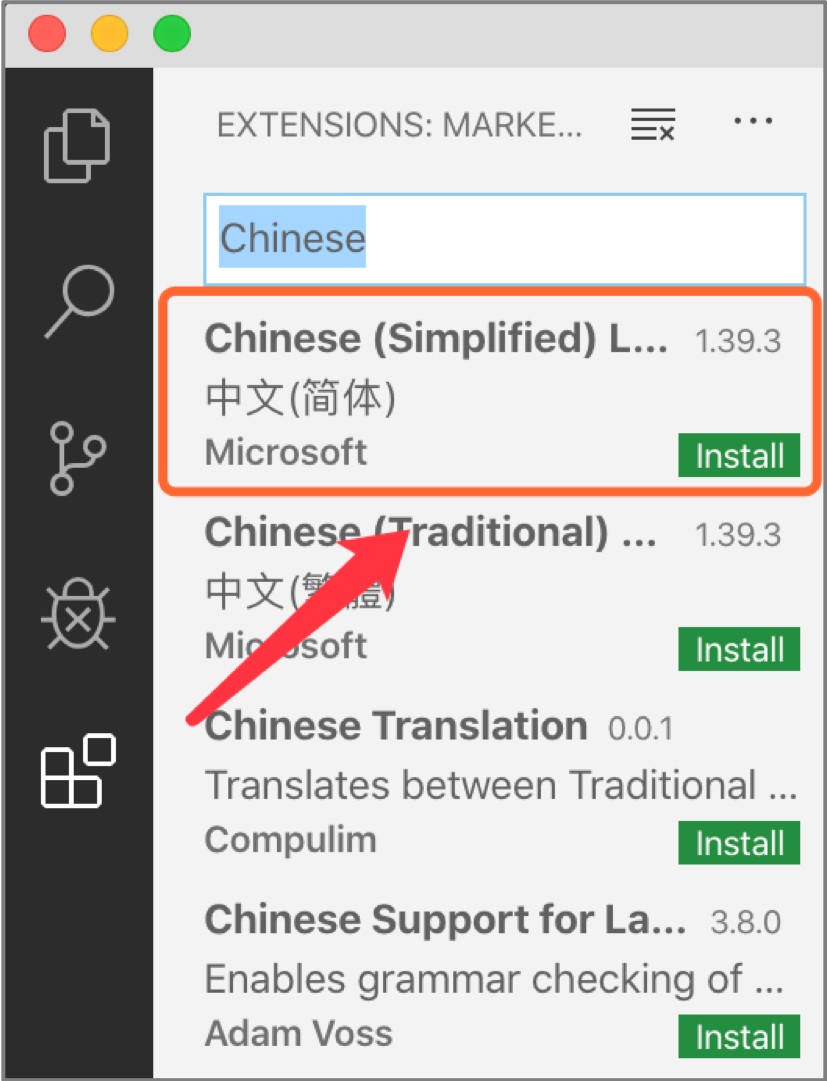 EXTENSIONS: MARKE...
Chinese
Chinese (Simplified) L... 1.39.3
中文(简体)
Microsoft Install
Chinese (Traditional) ... 1.39.3
中文(繁體)
Microsoft Install
Chinese Translation 0.0.1
Translates between Traditional ...
Compulim Install
Chinese Support for La... 3.8.0
Enables grammar checking of ...
Adam Voss Install